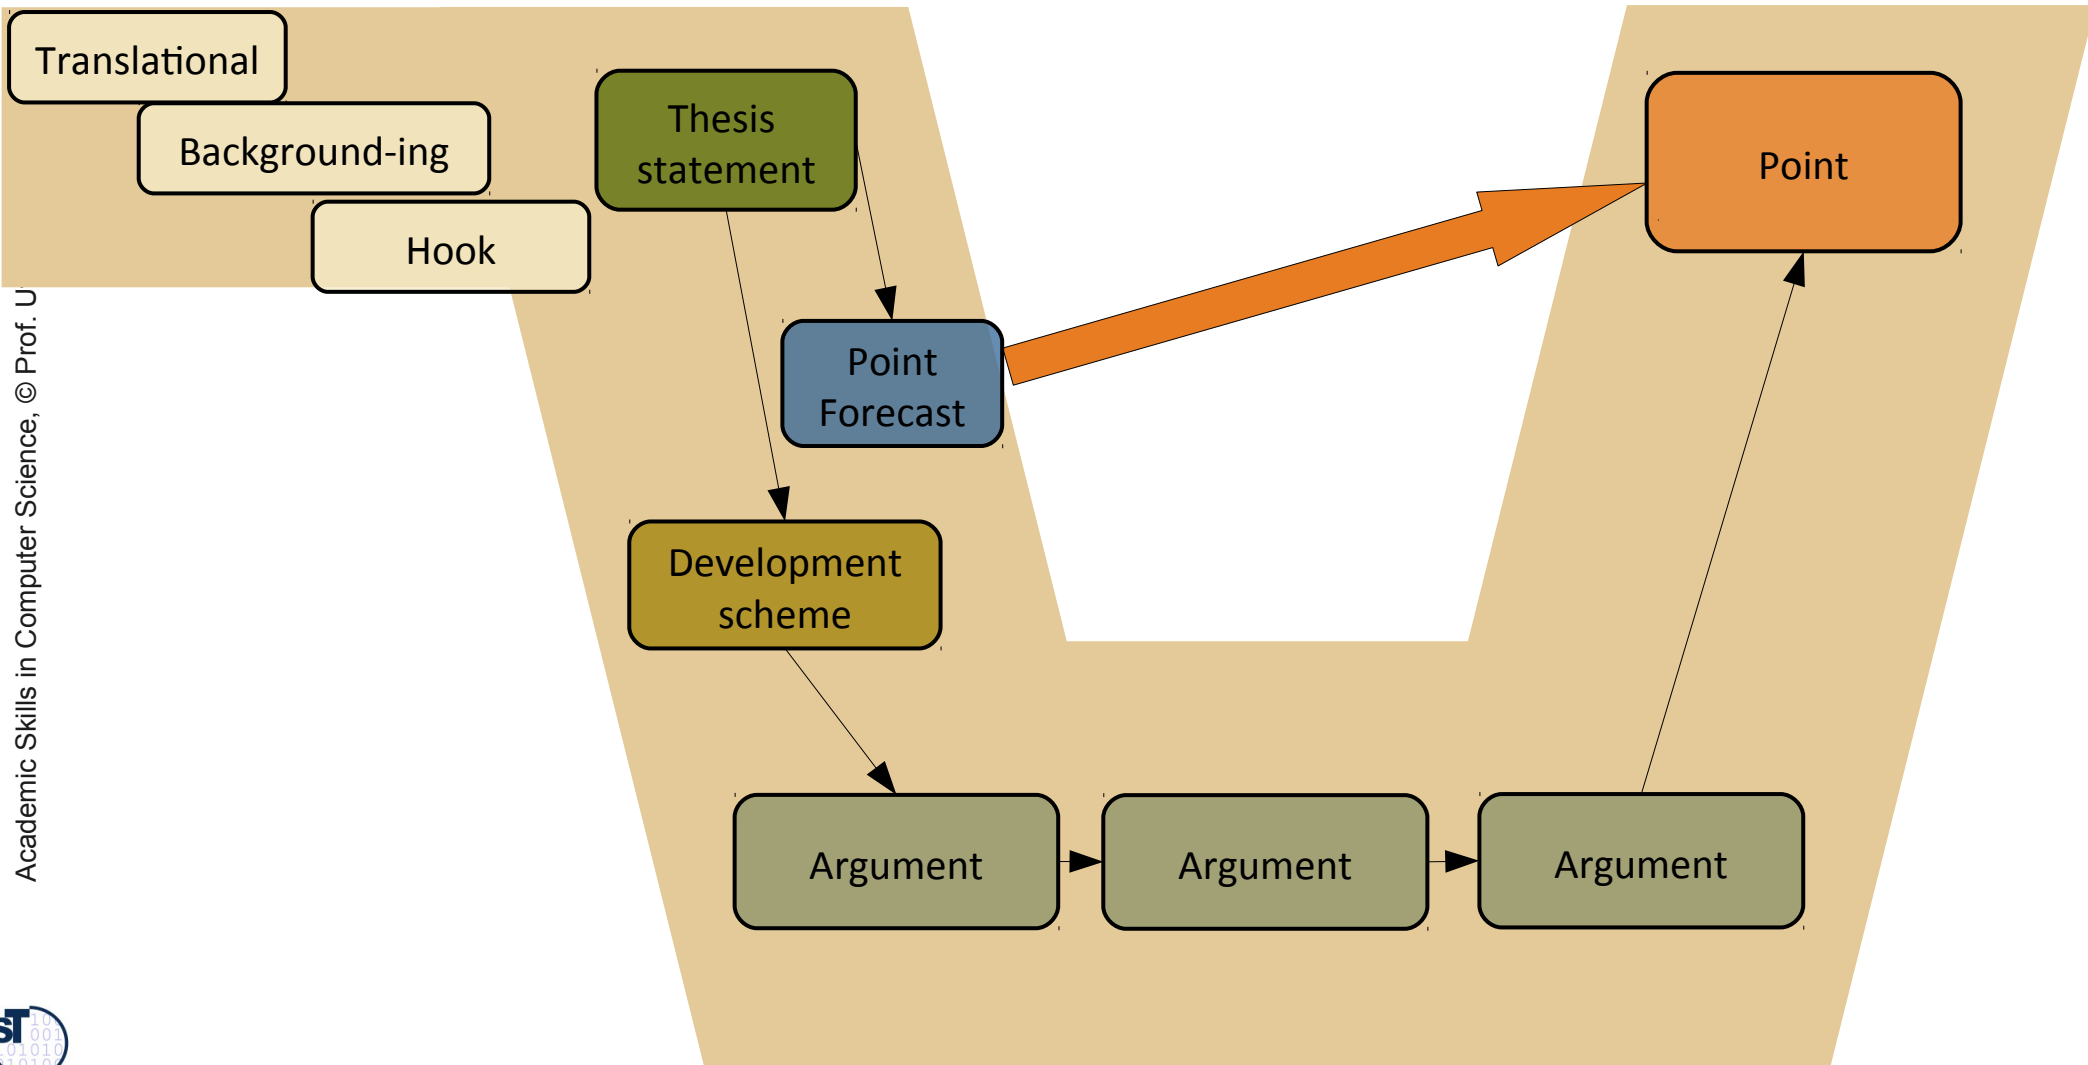 Translational
Background-ing
Hook
Thesis
statement
Point
Forecast
Development
scheme
Argument
Argument
Argument
Point
Academic Skills in Computer Science, © Prof. U
ST